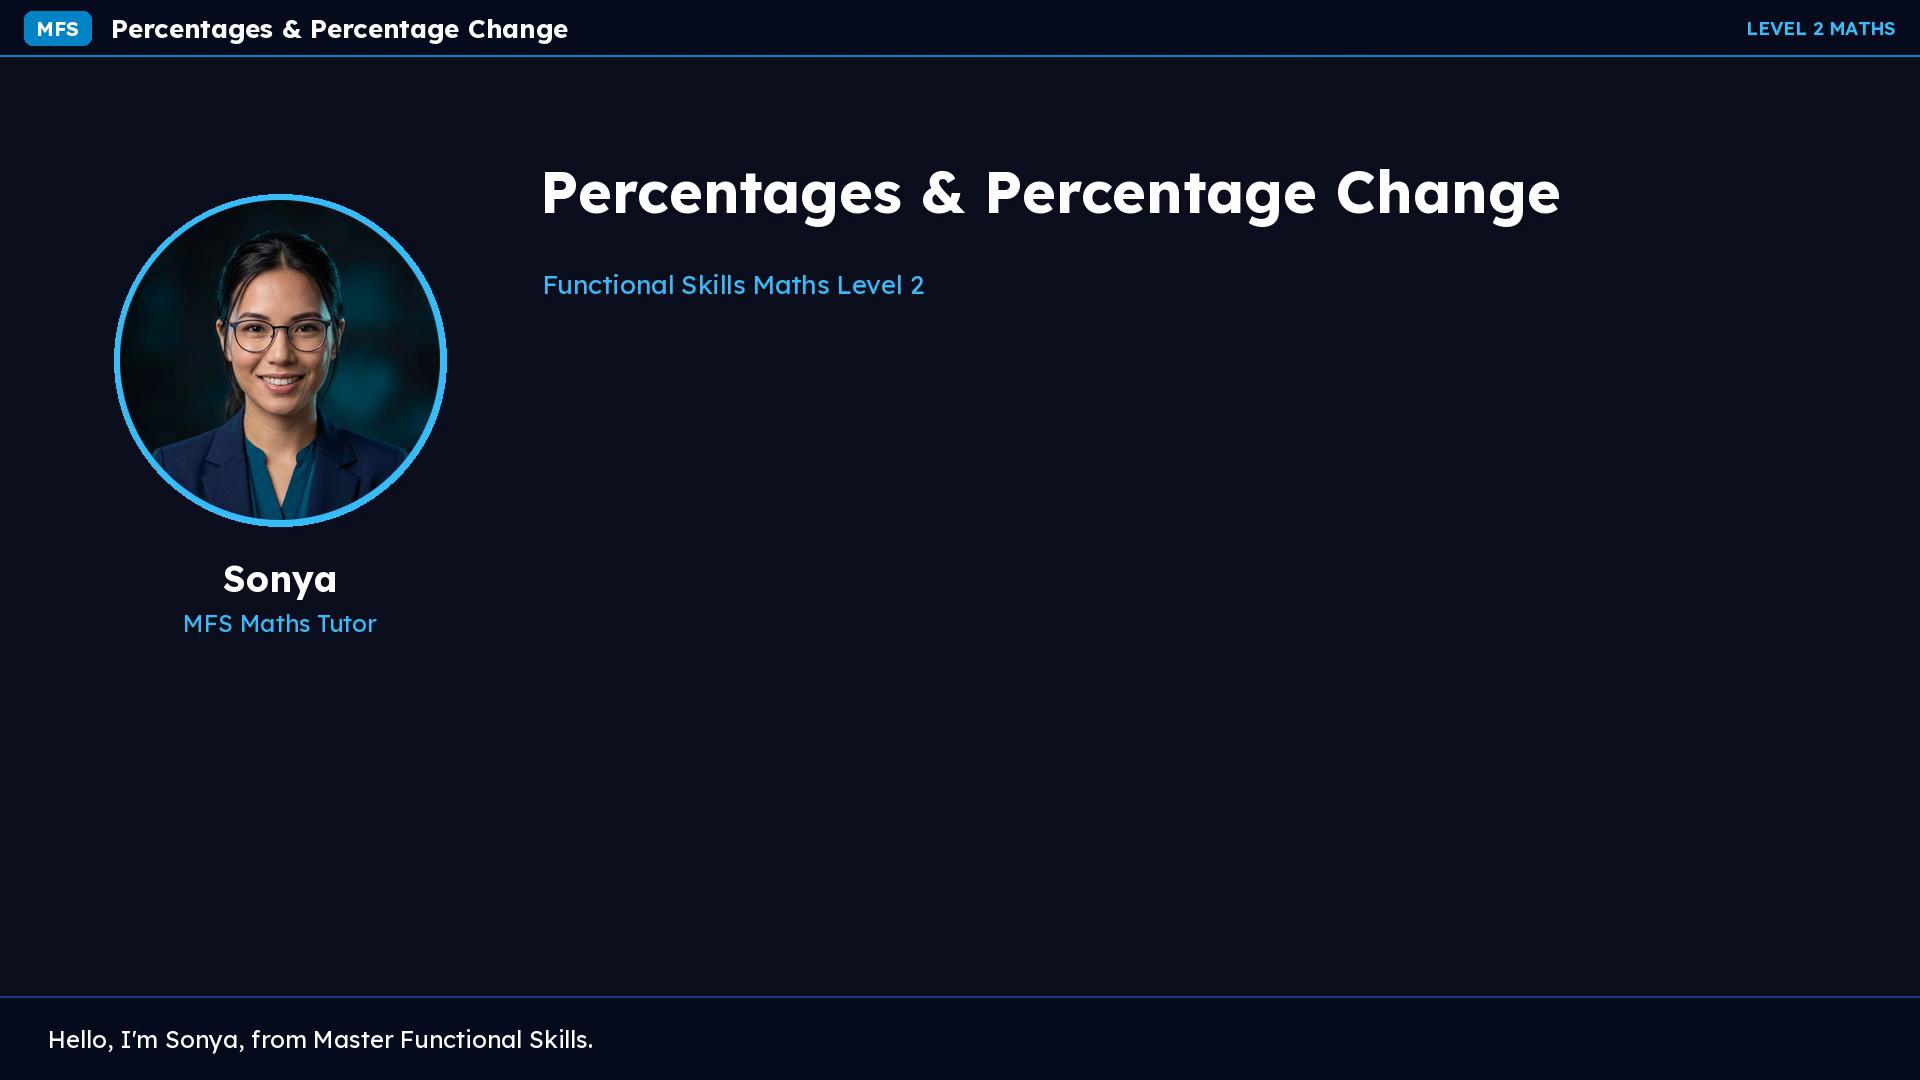 MFS Percentages & Percentage Change
LEVEL 2 MATHS
Percentages & Percentage Change
Functional Skills Maths Level 2
Sonya
MFS Maths Tutor
Hello, I'm Sonya, from Master Functional Skills.